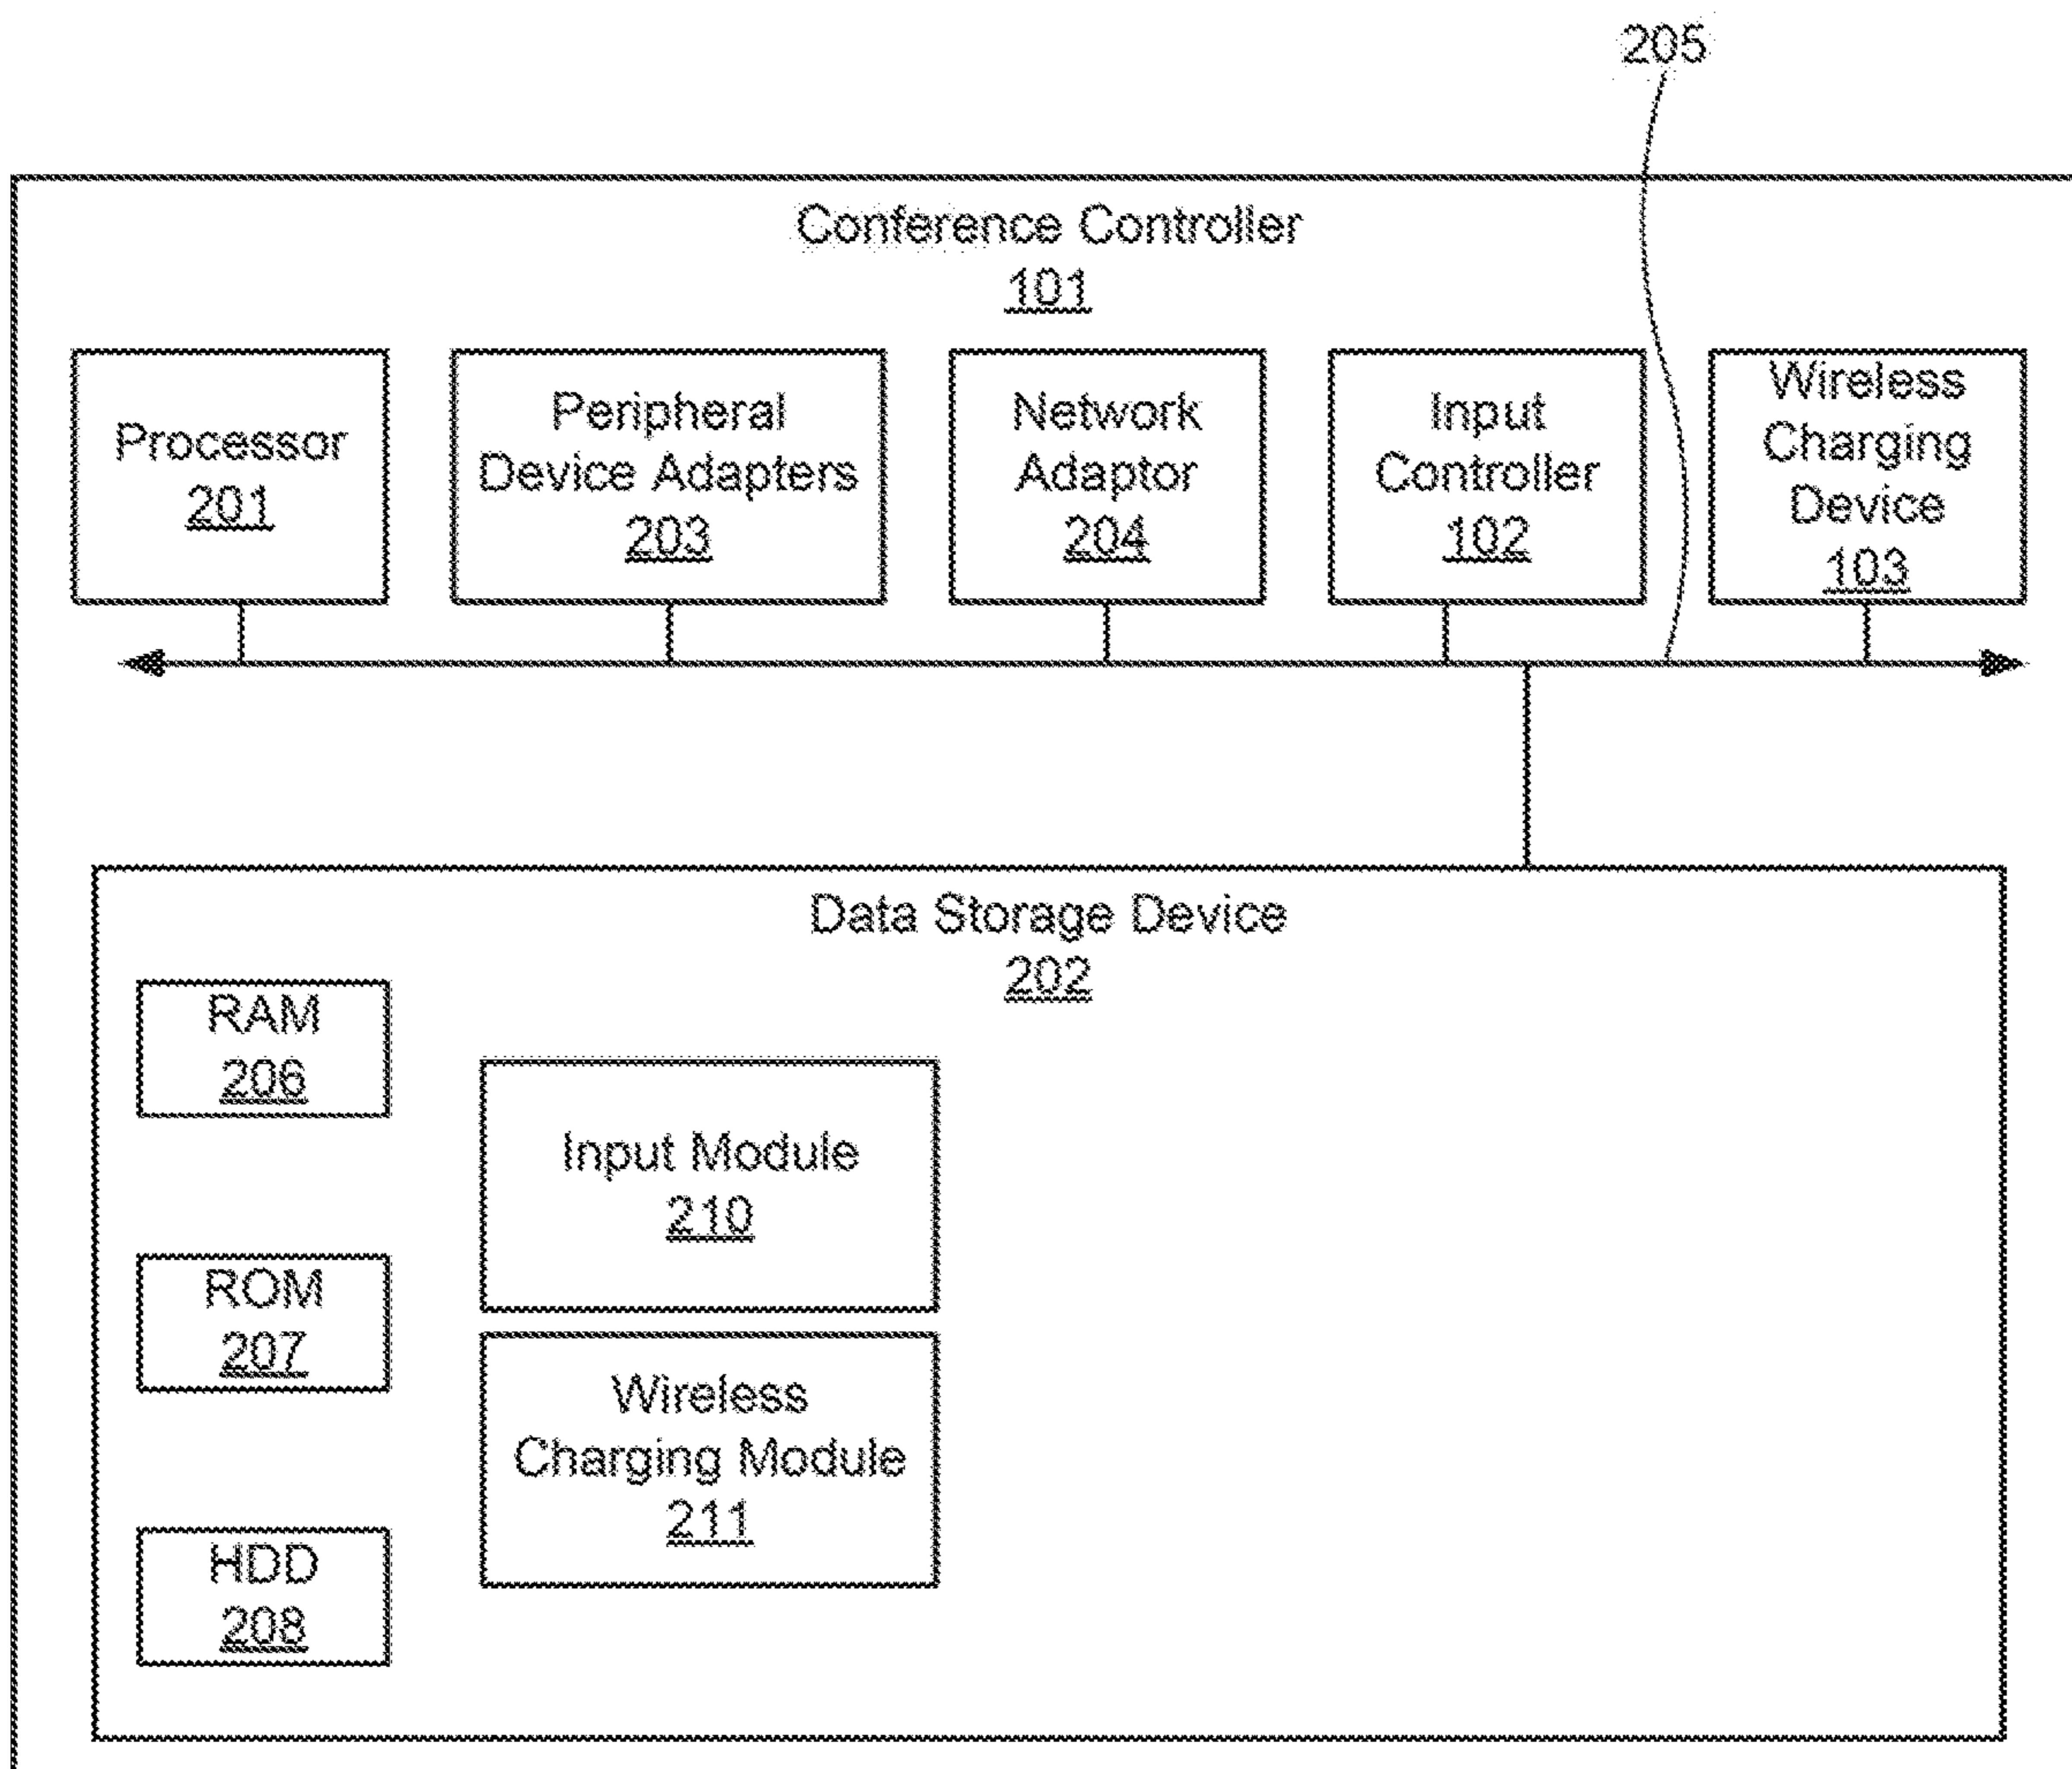 205
Conference Controller
101
Processor
201
Peripheral
Device Adapters
203
Network
Adaptor
204
Input
Controller
102
Wireless
Charging
Device
103
Data Storage Device
202
RAM
206
ROM
207
HDD
208
Input Module
210
Wireless
Charging Module
211